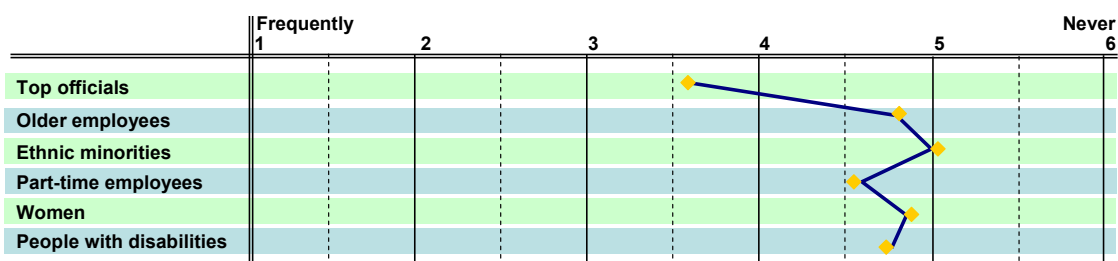 Frequently Never
1 2 3 4 5 6
Top officials
Older employees
Ethnic minorities
Part-time employees
Women
People with disabilities